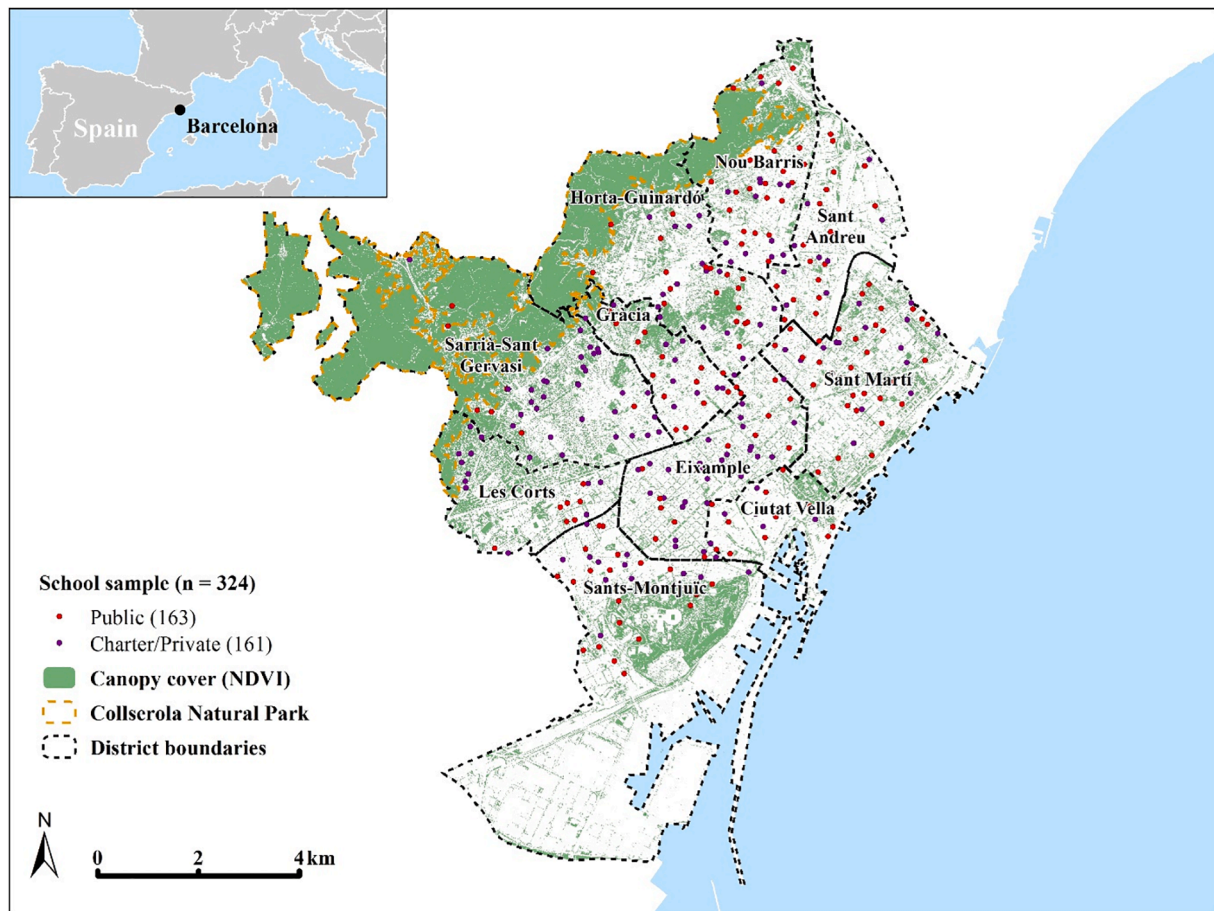 Spain
Barcelona
Nou Barris
Horta-Guinardó
Sant
Andreu
Gràcia
Sarrià-Sant
Gervasi
Sant Martí
Eixample
Les Corts
Ciutat Vella
Sants-Montjuïc
School sample (n = 324)
Public (163)
Charter/Private (161)
Canopy cover (NDVI)
Collserola Natural Park
District boundaries
N
0 2 4 km